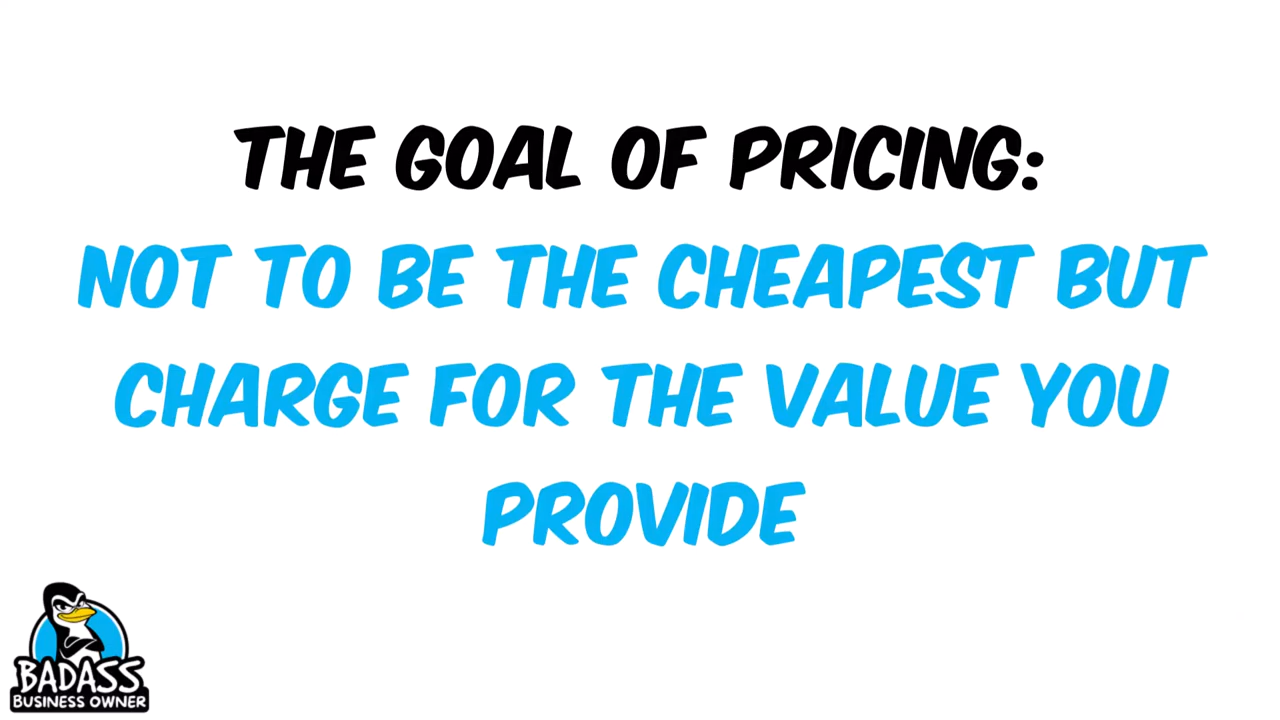 THE GOAL OF PRICING:
NOT TO BE THE CHEAPEST BUT
CHARGE FOR THE VALUE YOU
PROVIDE
BADASS
BUSINESS OWNER